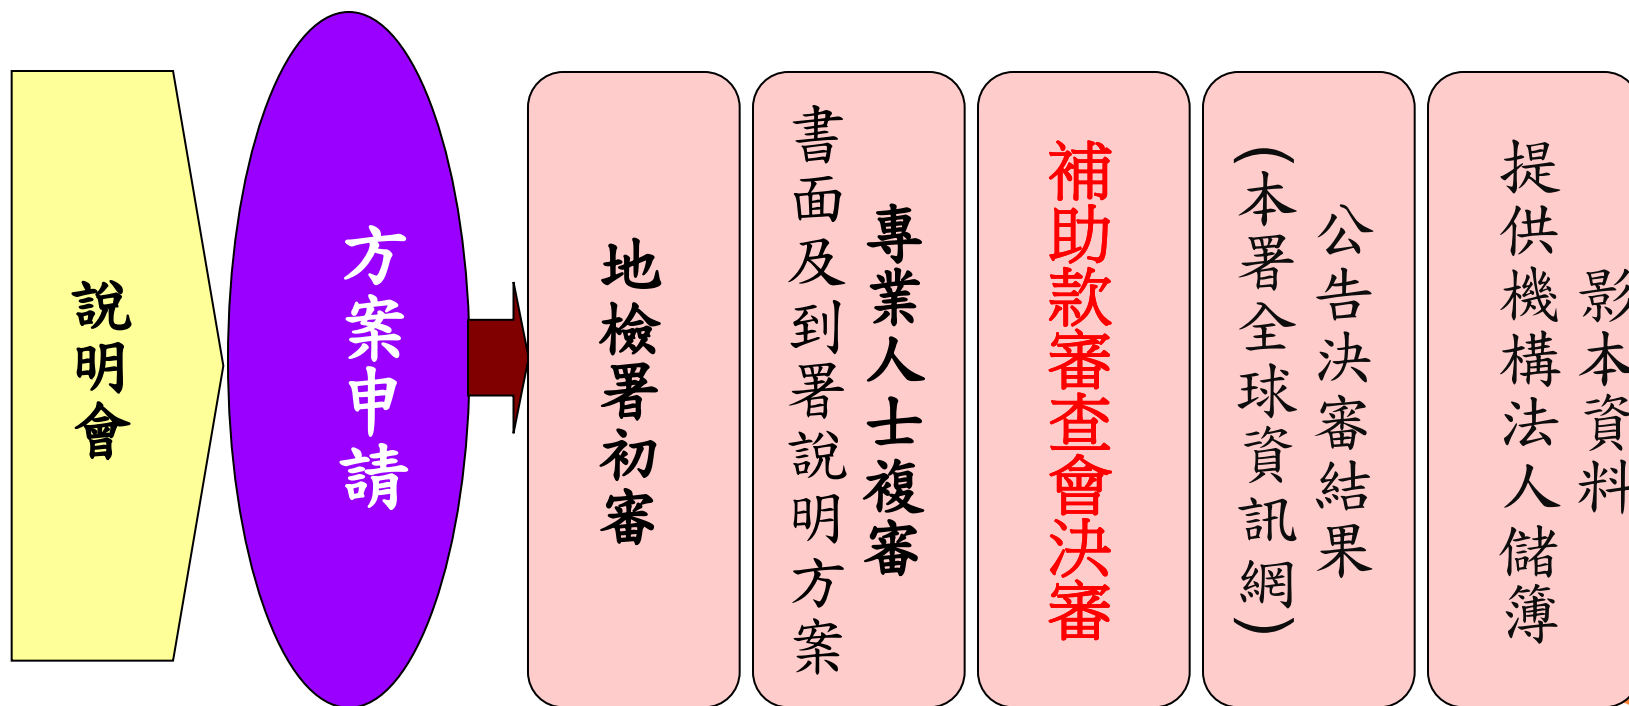 說明會
方案申請
地檢署初審
專業人士複審
書面及到署說明方案
補助款審查會決審
公告決審結果
（本署全球資訊網）
影本資料
提供機構法人儲簿